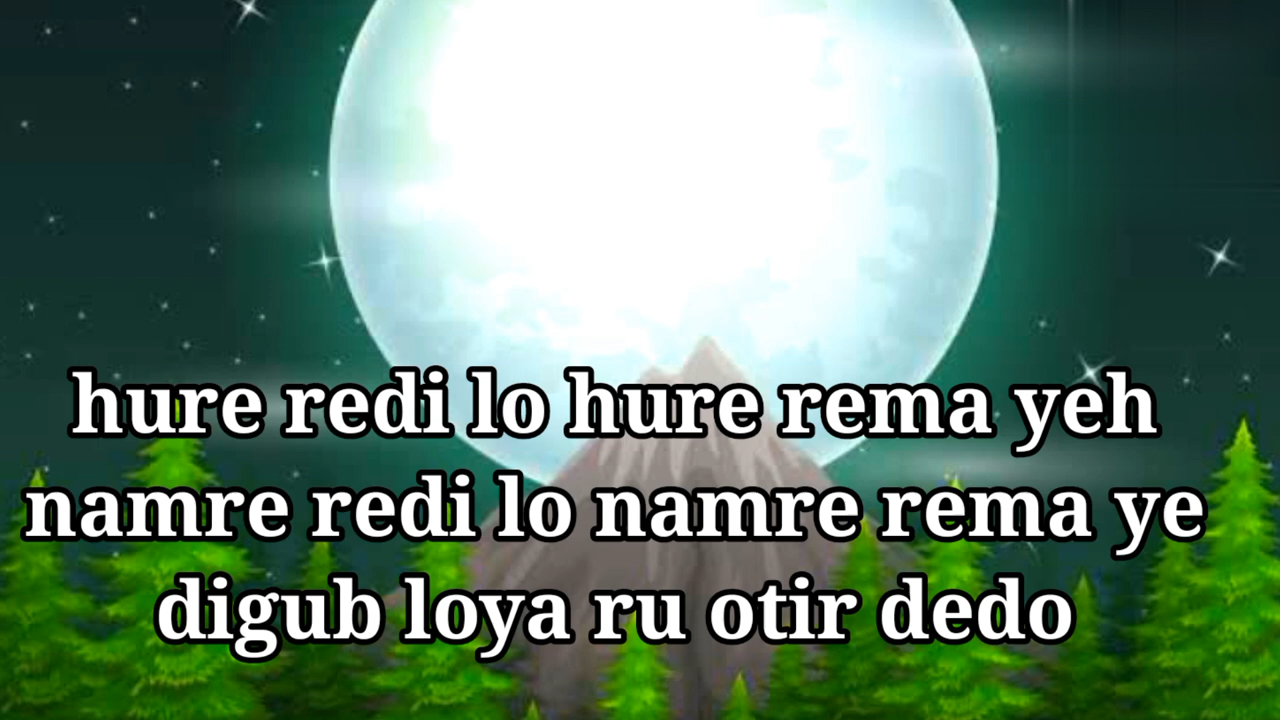 hure redi lo hure rema yeh
namre redi lo namre rema ye
digub loya ru otir dedo